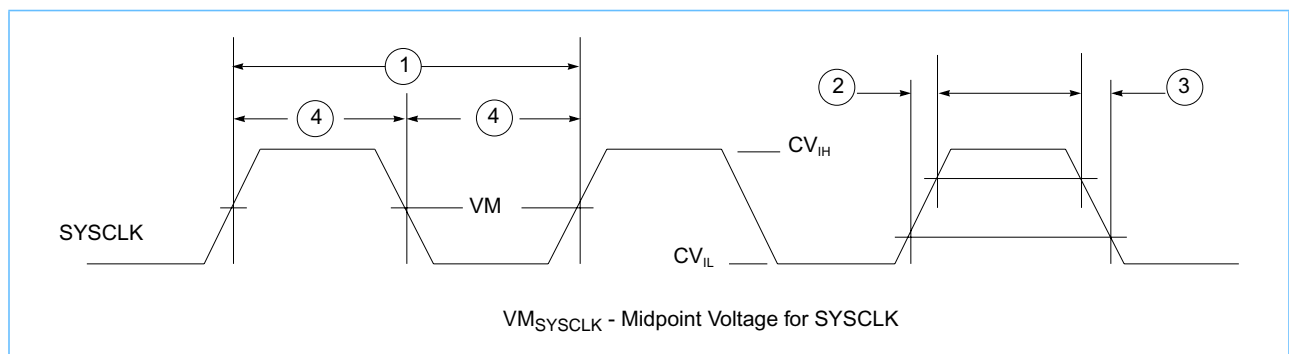 1
2
3
4
4
CV_IH
VM
SYSCLK
CV_IL
VM_SYSCLK - Midpoint Voltage for SYSCLK